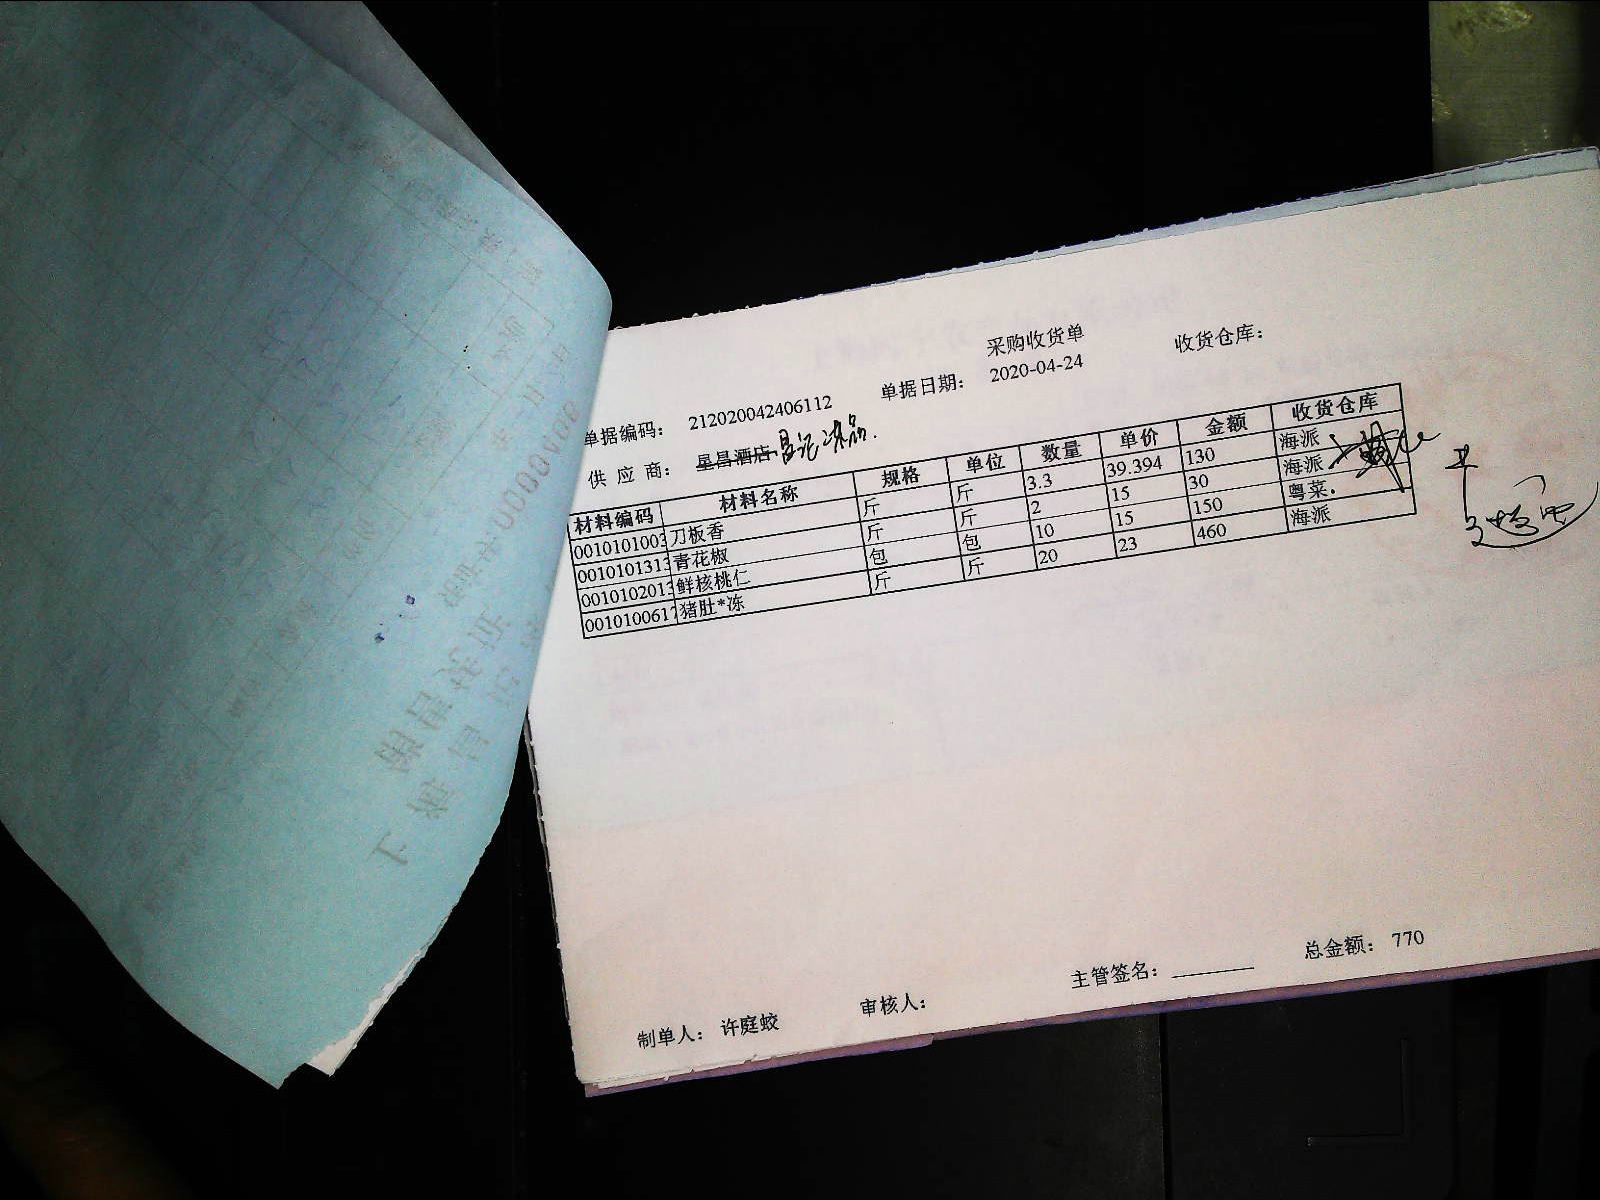 采购收货单
单据编码： 212020042406112 单据日期： 2020-04-24 收货仓库：
供 应 商： 星昌酒店
材料编码 材料名称 规格 单位 数量 单价 金额 收货仓库
0010101003 刀板香 斤 斤 3.3 39.394 130 海派
0010101313 青花椒 斤 斤 2 15 30 海派
0010102013 鲜核桃仁 包 包 10 15 150 粤菜.
0010100617 猪肚*冻 斤 斤 20 23 460 海派
制单人： 许庭蛟 审核人： 主管签名： 总金额： 770